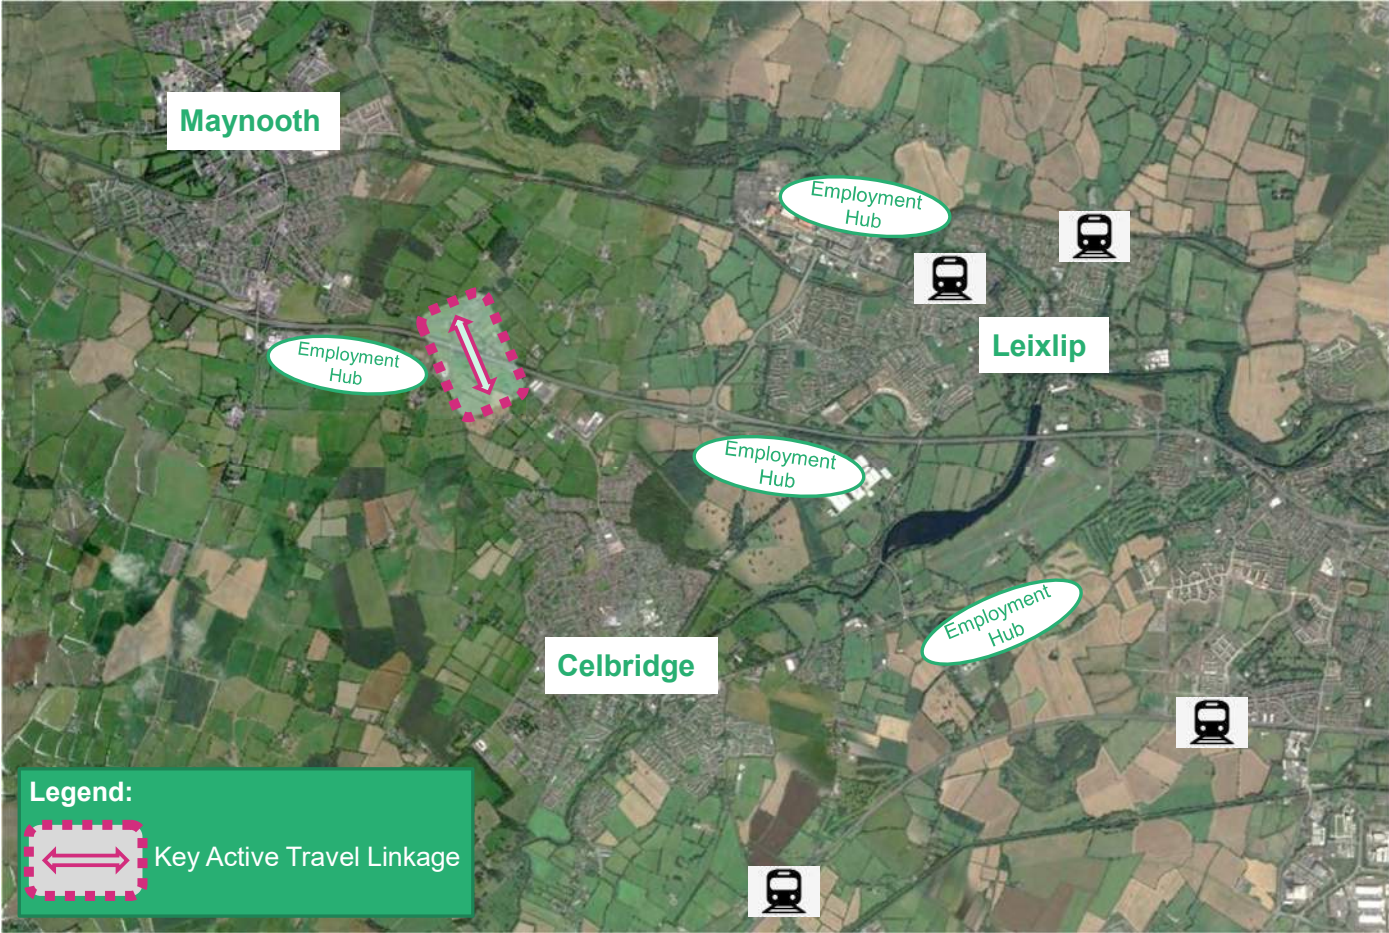 Maynooth
Employment
Hub
Leixlip
Employment
Hub
Employment
Hub
Employment
Hub
Celbridge
Legend:
Key Active Travel Linkage